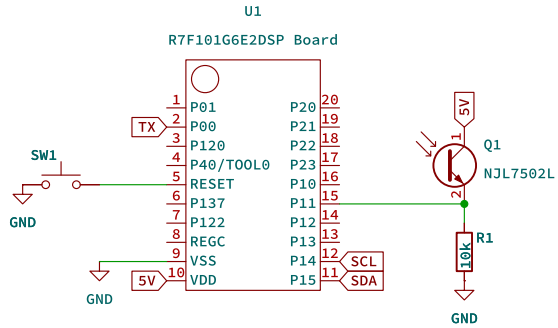 U1
R7F101G6E2DSP Board
1 P01 P20 20
TX 2 P00 P21 19
3 P120 P22 18
4 P40/TOOL0 P23 17
SW1 5 RESET P10 16
GND
6 P137 P11 15
7 P122 P12 14
8 REGC P13 13
9 VSS P14 12 SCL
GND
5V 10 VDD P15 11 SDA
5V
1
Q1
NJL7502L
2
R1
10k
GND